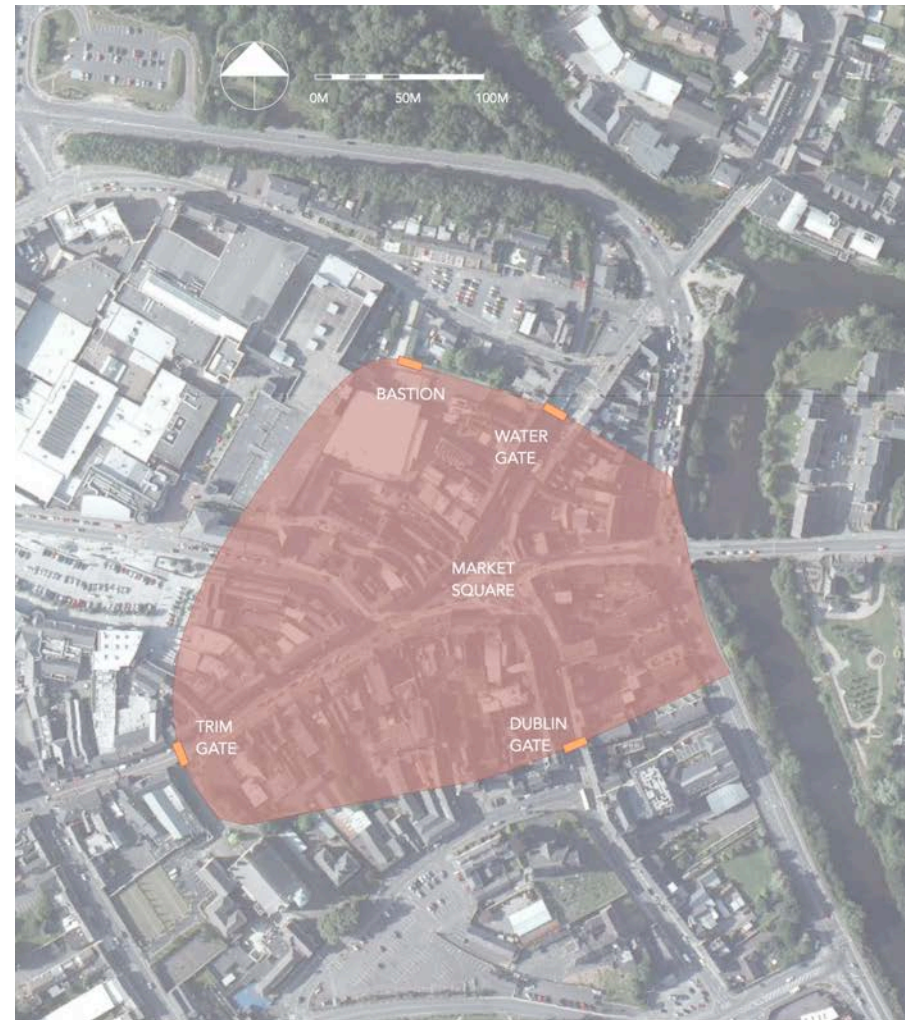 0M 50M 100M
BASTION
WATER
GATE
MARKET
SQUARE
TRIM
GATE
DUBLIN
GATE